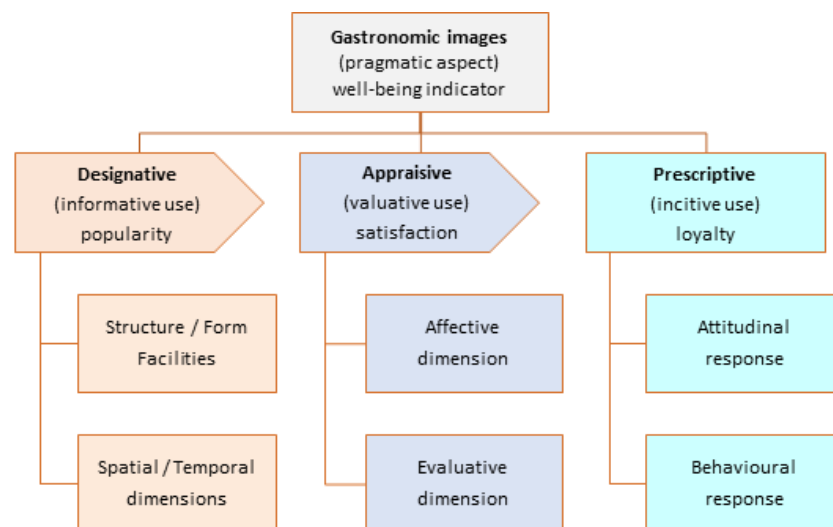 Gastronomic images
(pragmatic aspect)
well-being indicator
Designative
(informative use)
popularity
Appraisive
(valuative use)
satisfaction
Prescriptive
(incitive use)
loyalty
Structure / Form
Facilities
Affective
dimension
Attitudinal
response
Spatial / Temporal
dimensions
Evaluative
dimension
Behavioural
response